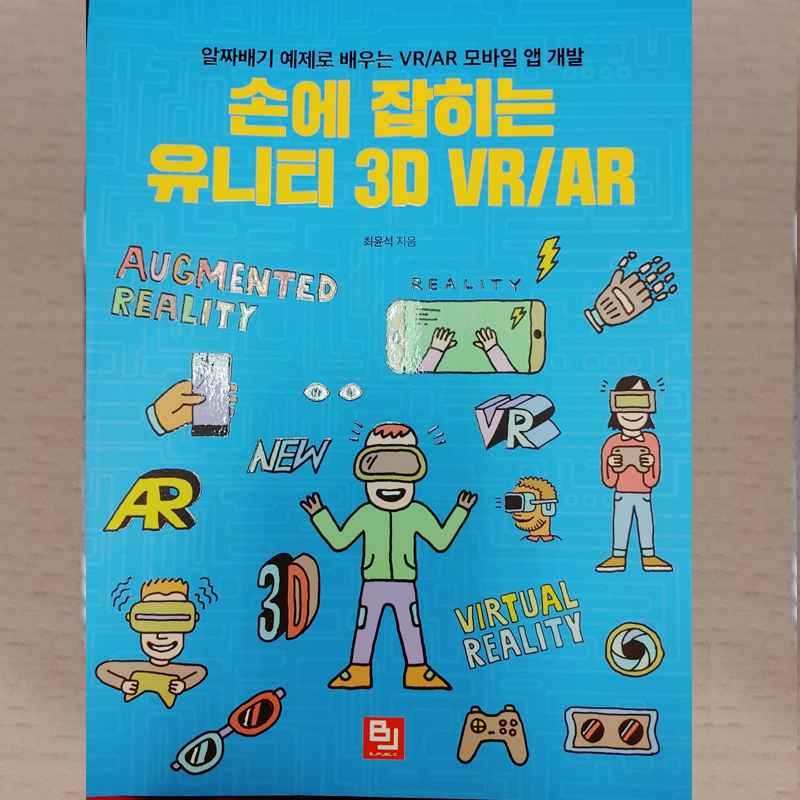 알짜배기 예제로 배우는 VR/AR 모바일 앱 개발
손에 잡히는
유니티 3D VR/AR
최윤석 지음
AUGMENTED
REALITY
REALITY
NEW
VR
AR
3D
VIRTUAL
REALITY
BJ
BJPUBLIC